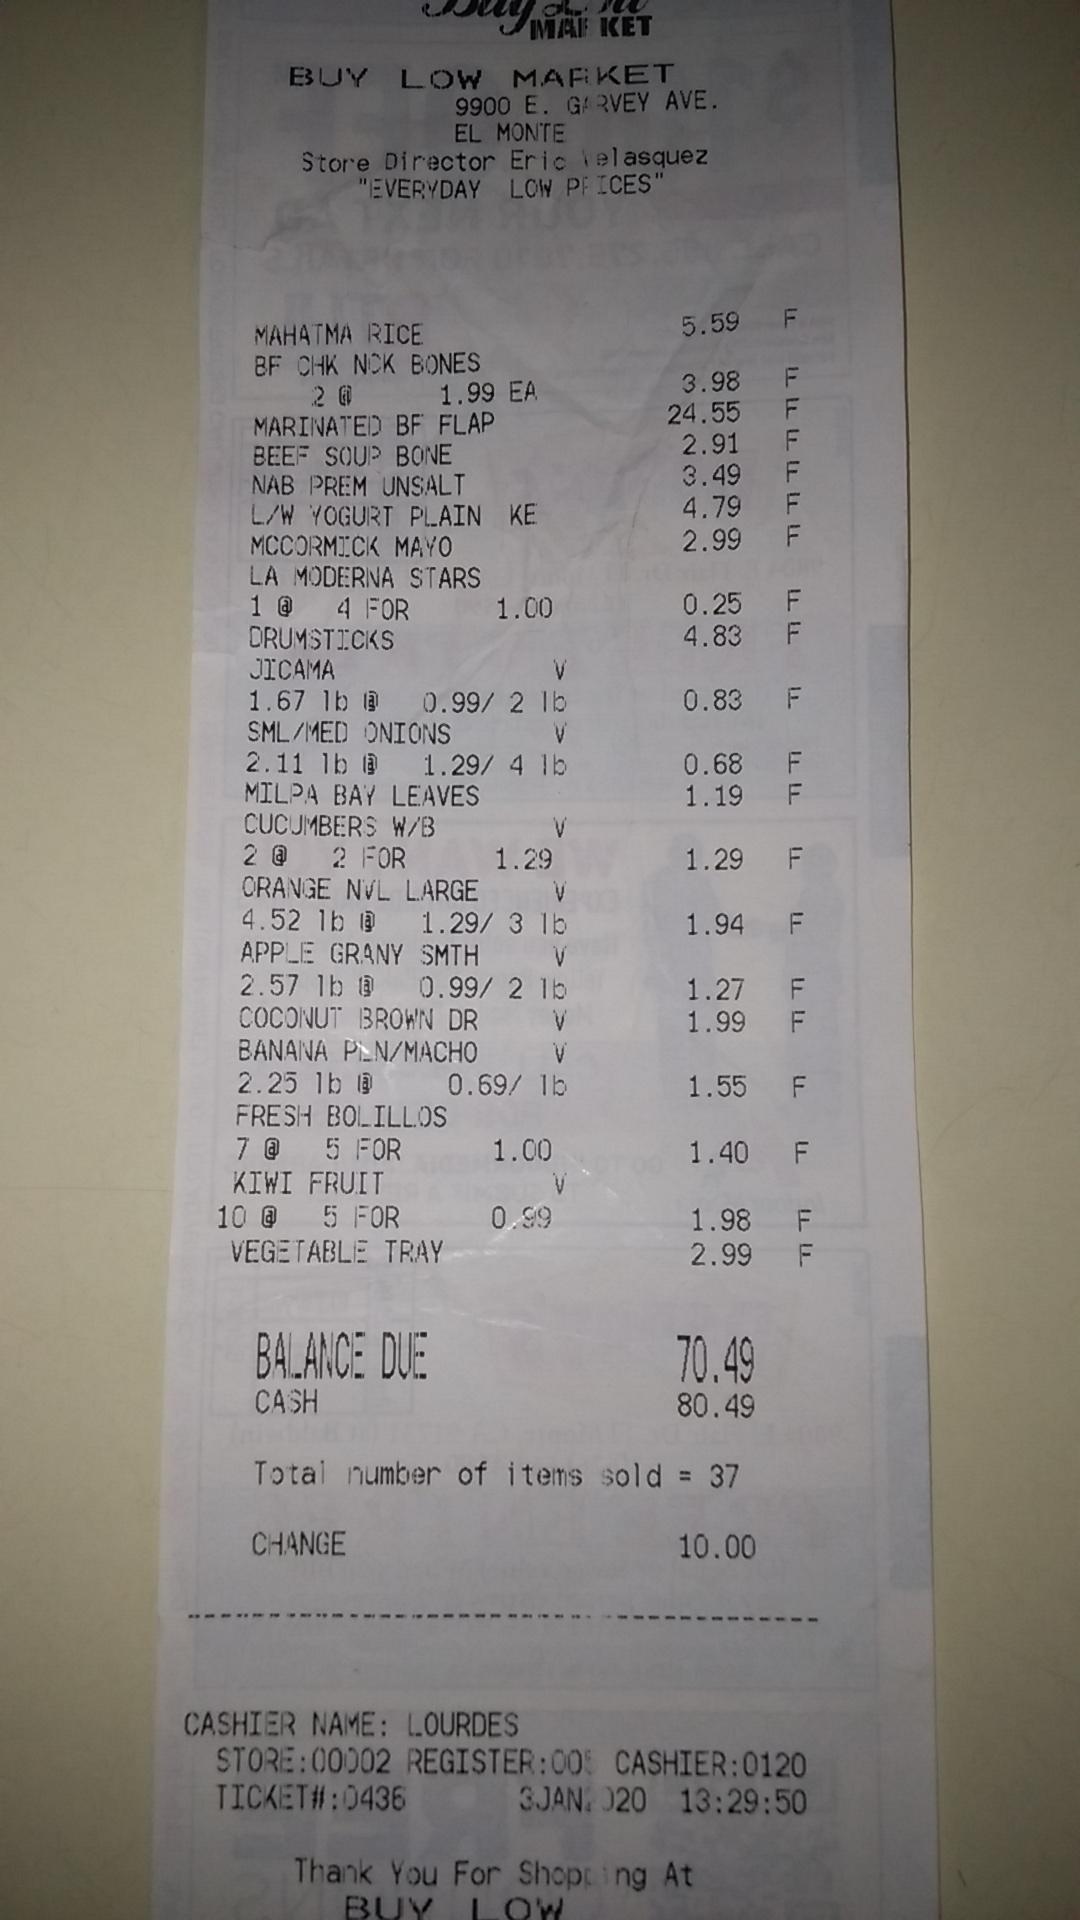 MARKET
BUY LOW MARKET
9900 E. GARVEY AVE.
EL MONTE
Store Director Eric Velasquez
"EVERYDAY LOW PRICES"
MAHATMA RICE 5.59 F
BF CHK NCK BONES
2 @ 1.99 EA 3.98 F
MARINATED BF FLAP 24.55 F
BEEF SOUP BONE 2.91 F
NAB PREM UNSALT 3.49 F
L/W YOGURT PLAIN KE 4.79 F
MCCORMICK MAYO 2.99 F
LA MODERNA STARS
1 @ 4 FOR 1.00 0.25 F
DRUMSTICKS 4.83 F
JICAMA V
1.67 lb @ 0.99/ 2 lb 0.83 F
SML/MED ONIONS V
2.11 lb @ 1.29/ 4 lb 0.68 F
MILPA BAY LEAVES 1.19 F
CUCUMBERS W/B V
2 @ 2 FOR 1.29 1.29 F
ORANGE NVL LARGE V
4.52 lb @ 1.29/ 3 lb 1.94 F
APPLE GRANY SMTH V
2.57 lb @ 0.99/ 2 lb 1.27 F
COCONUT BROWN DR V 1.99 F
BANANA PLN/MACHO V
2.25 lb @ 0.69/ lb 1.55 F
FRESH BOLILLOS
7 @ 5 FOR 1.00 1.40 F
KIWI FRUIT V
10 @ 5 FOR 0.99 1.98 F
VEGETABLE TRAY 2.99 F
BALANCE DUE 70.49
CASH 80.49
Total number of items sold = 37
CHANGE 10.00
CASHIER NAME: LOURDES
STORE:00002 REGISTER: CASHIER:0120
TICKET#:0436 3JAN2020 13:29:50
Thank You For Shopping At
BUY LOW